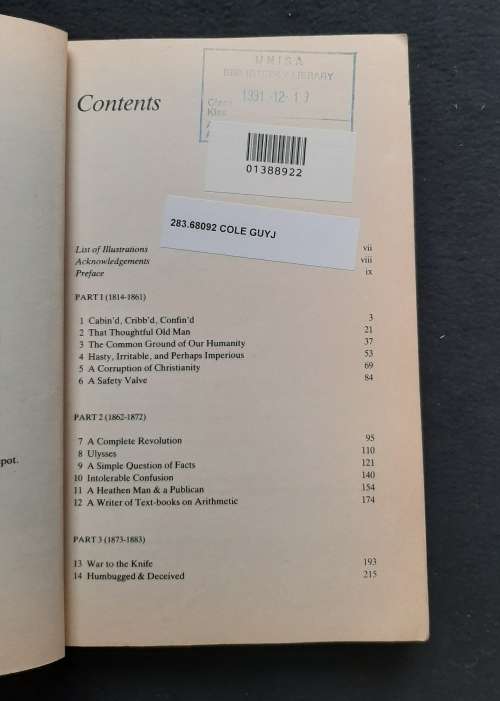 UNISA
BIBLIOTEEK / LIBRARY
Contents
1991 -12- 1
Class
Klas
01388922
283.68092 COLE GUYJ
List of Illustrations vii
Acknowledgements viii
Preface ix
PART 1 (1814-1861)
1 Cabin'd, Cribb'd, Confin'd 3
2 That Thoughtful Old Man 21
3 The Common Ground of Our Humanity 37
4 Hasty, Irritable, and Perhaps Imperious 53
5 A Corruption of Christianity 69
6 A Safety Valve 84
PART 2 (1862-1872)
7 A Complete Revolution 95
8 Ulysses 110
9 A Simple Question of Facts 121
10 Intolerable Confusion 140
11 A Heathen Man & a Publican 154
12 A Writer of Text-books on Arithmetic 174
pot.
PART 3 (1873-1883)
13 War to the Knife 193
14 Humbugged & Deceived 215